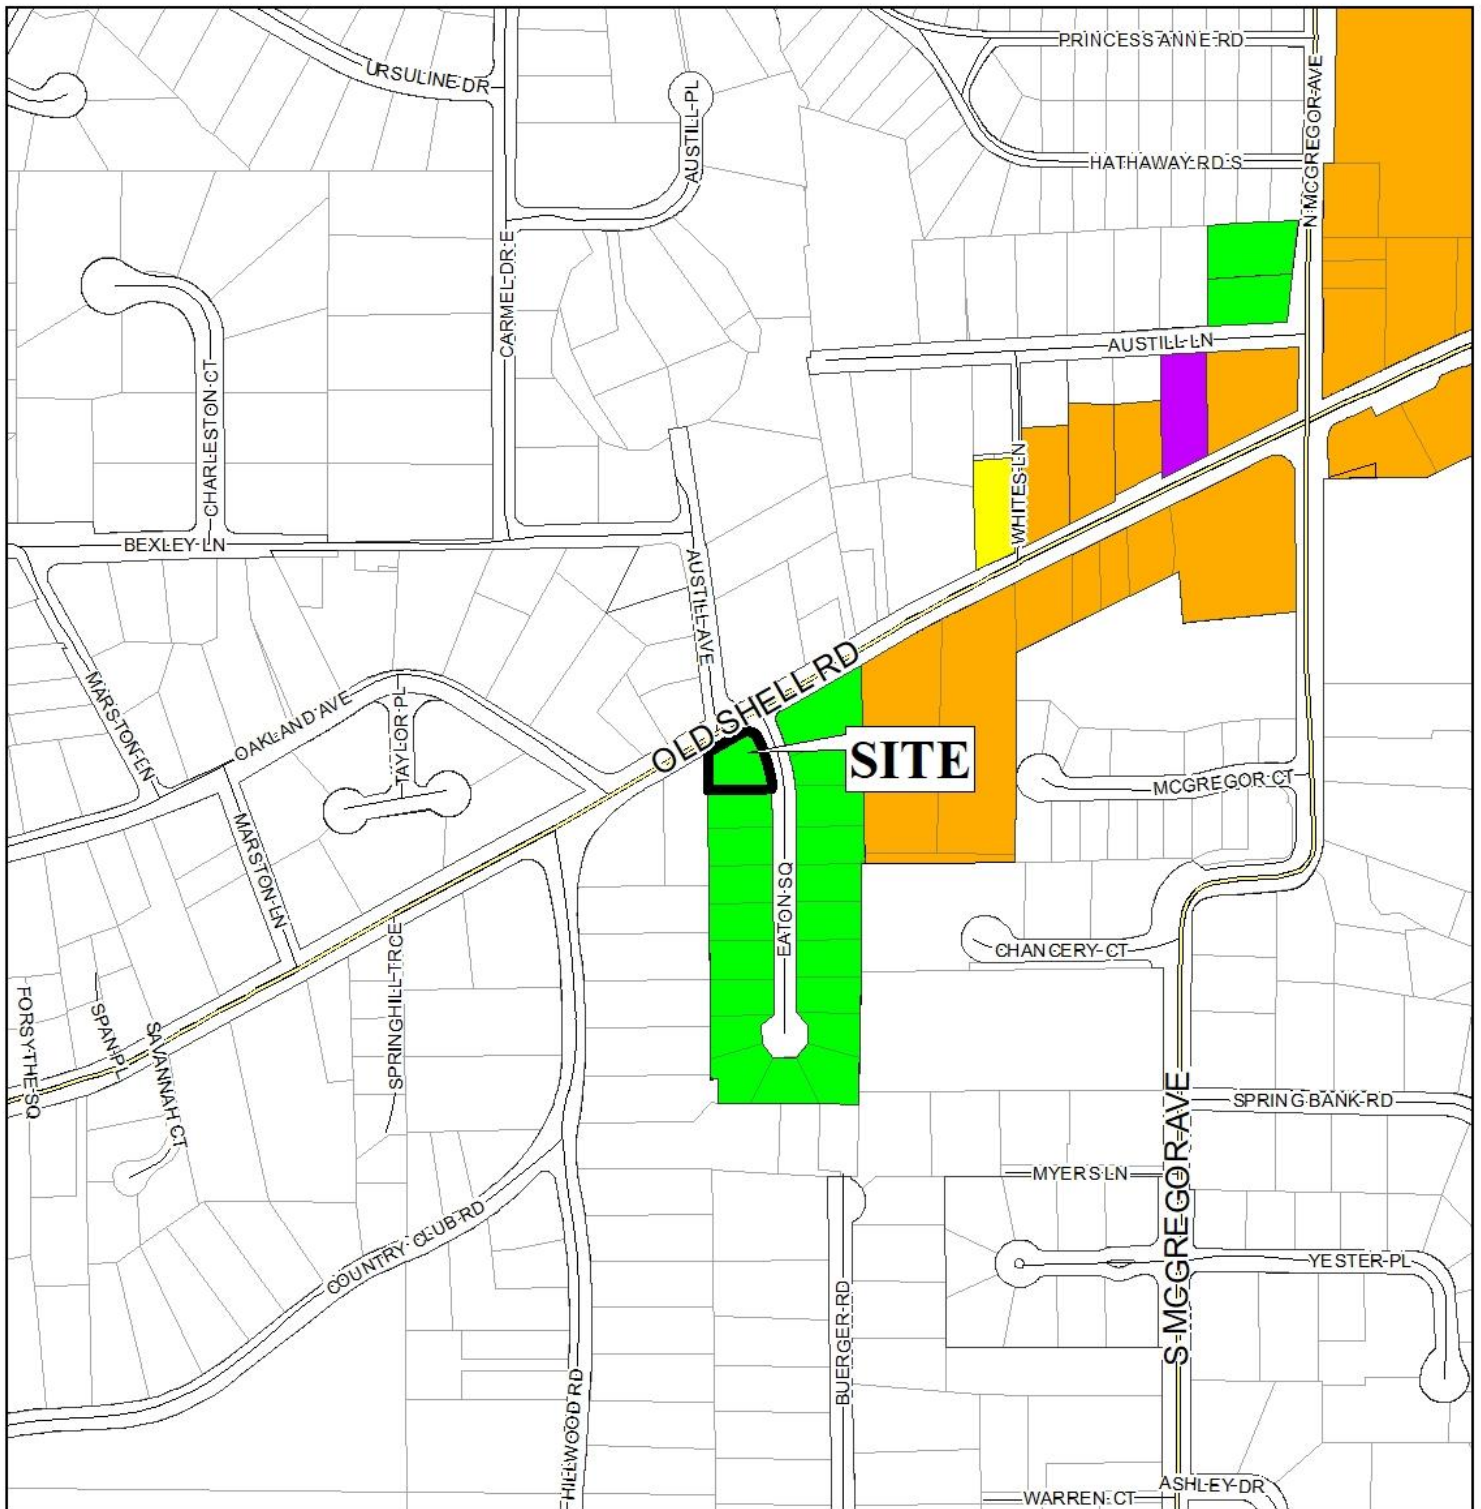 PRINCESS ANNE RD
URSULINE DR
AUSTILL PL
N MCGREGOR AVE
HATHAWAY RD S
CARMEL DR E
CHARLESTON CT
AUSTILL LN
WHITES LN
BEXLEY LN
AUSTILL AVE
OLD SHELL RD
MARSTON LN
OAKLAND AVE
TAYLOR PL
SITE
MCGREGOR CT
MARSTON LN
EATON SQ
CHANCERY CT
SPRINGHILL TRCE
FORSYTHE SQ
SPAN PL
SAVANNAH CT
S MCGREGOR AVE
SPRING BANK RD
MYERS LN
COUNTRY CLUB RD
YESTER PL
BUERGER RD
HILLWOOD RD
ASHLEY DR
WARREN CT